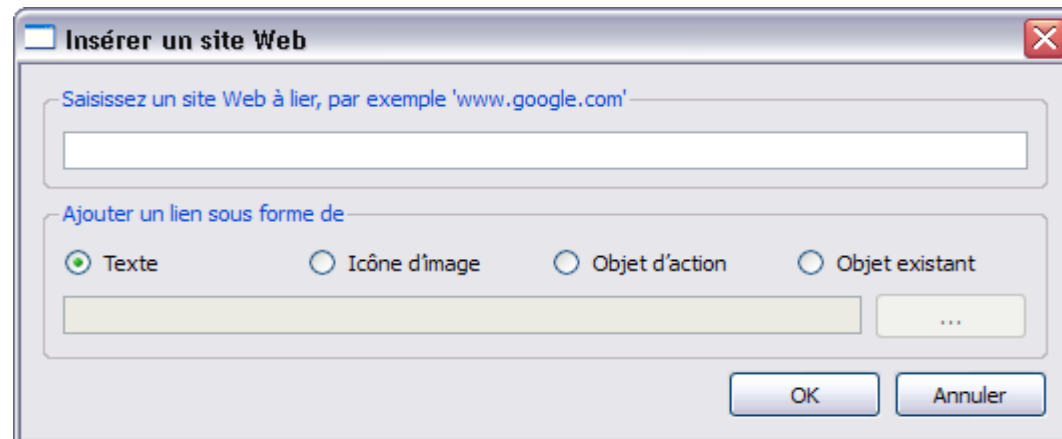 Insérer un site Web
Saisissez un site Web à lier, par exemple 'www.google.com'
Ajouter un lien sous forme de
Texte Icône d'image Objet d'action Objet existant
...
OK Annuler